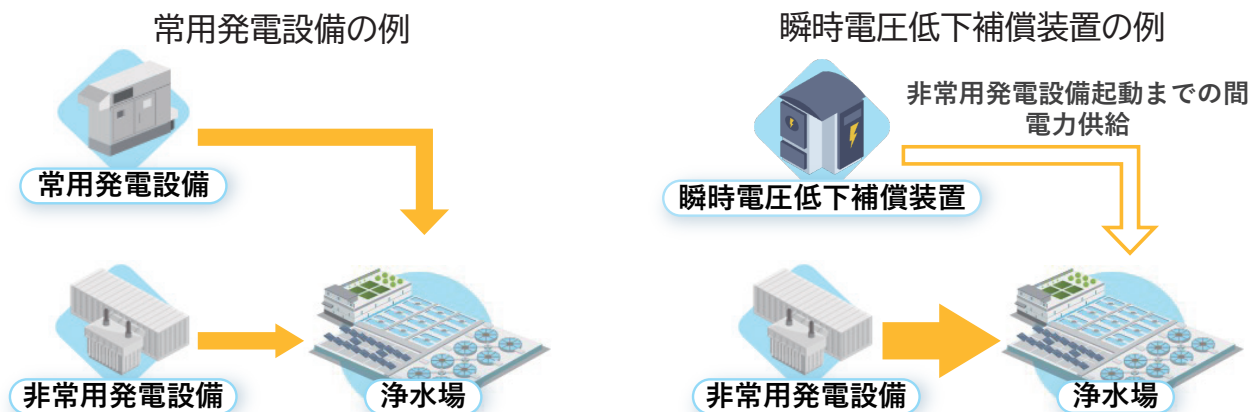 常用発電設備の例
常用発電設備
非常用発電設備
浄水場
瞬時電圧低下補償装置の例
非常用発電設備起動までの間
電力供給
瞬時電圧低下補償装置
非常用発電設備
浄水場